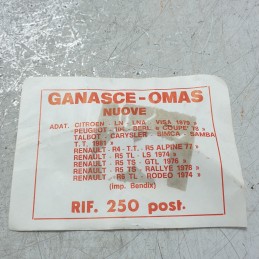 GANASCE-OMAS
NUOVE
ADAT. CITROEN - LN - LNA - VISA 1979 »
PEUGEOT - 104 - BERL. e COUPE 76 »
TALBOT - CARYSLER - SIMCA - SAMBA
T.T. 1981 »
RENAULT - R4 - T.T. - R5 ALPINE 77 »
RENAULT - R5 TL - LS 1974 »
RENAULT - R5 TS - GTL 1976 »
RENAULT - R5 TS - RALLYE 1978 »
RENAULT - R6 TL - RODEO 1974 »
(Imp. Bendix)
RIF. 250 post.